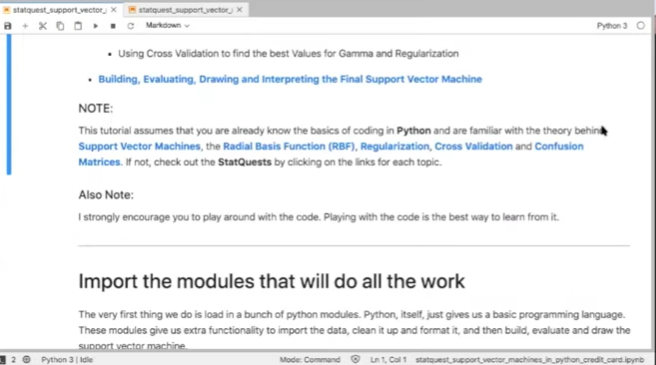 statquest_support_vector_
statquest_support_vector_
Markdown
Python 3
Using Cross Validation to find the best Values for Gamma and Regularization
Building, Evaluating, Drawing and Interpreting the Final Support Vector Machine
NOTE:
This tutorial assumes that you are already know the basics of coding in Python and are familiar with the theory behind
Support Vector Machines, the Radial Basis Function (RBF), Regularization, Cross Validation and Confusion
Matrices. If not, check out the StatQuests by clicking on the links for each topic.
Also Note:
I strongly encourage you to play around with the code. Playing with the code is the best way to learn from it.
Import the modules that will do all the work
The very first thing we do is load in a bunch of python modules. Python, itself, just gives us a basic programming language.
These modules give us extra functionality to import the data, clean it up and format it, and then build, evaluate and draw the
support vector machine.
2 Python 3 | Idle Mode: Command Ln 1, Col 1 statquest_support_vector_machines_in_python_credit_card.ipynb